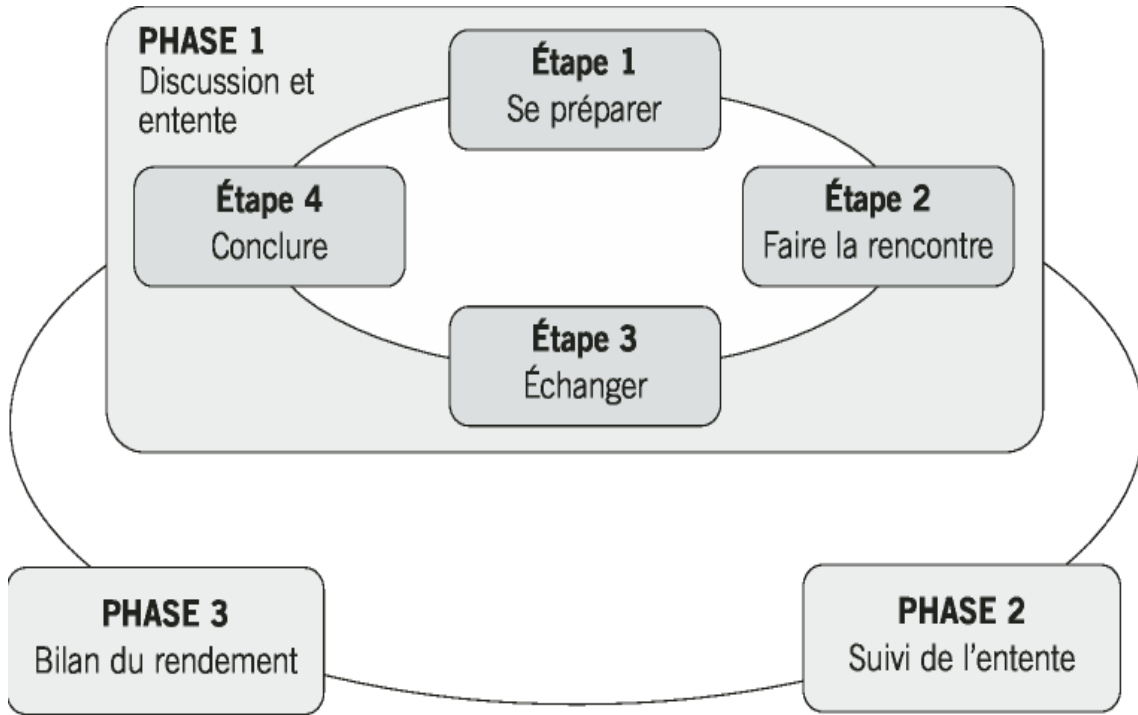 PHASE 1
Discussion et
entente
Étape 1
Se préparer
Étape 2
Faire la rencontre
Étape 3
Échanger
Étape 4
Conclure
PHASE 2
Suivi de l'entente
PHASE 3
Bilan du rendement